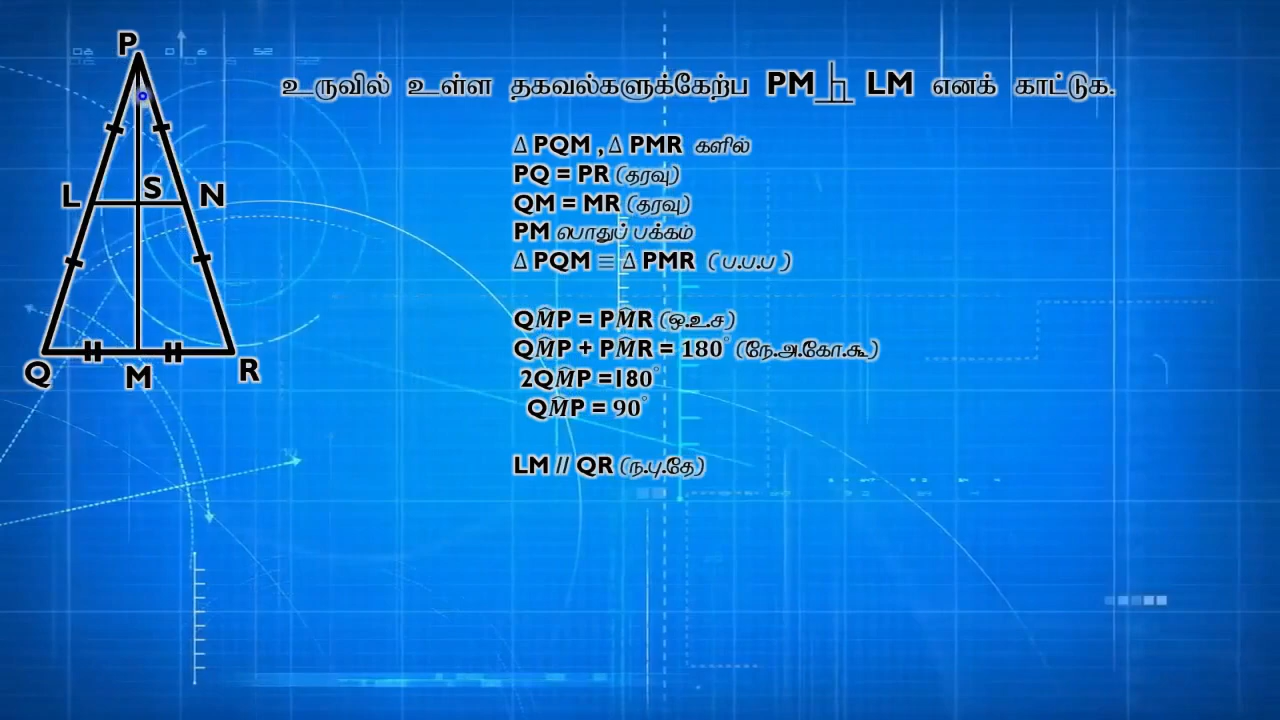 P
உருவில் உள்ள தகவல்களுக்கேற்ப PM ⊥ LM எனக் காட்டுக.
Δ PQM , Δ PMR களில்
PQ = PR (தரவு)
L S N
QM = MR (தரவு)
PM பொதுப் பக்கம்
Δ PQM ≡ Δ PMR ( ப.ப.ப )
QM̂P = PM̂R (ஒ.உ.ச)
QM̂P + PM̂R = 180° (நே.அ.கோ.கூ)
Q M R
2QM̂P =180°
QM̂P = 90°
LM // QR (ந.பு.தே)